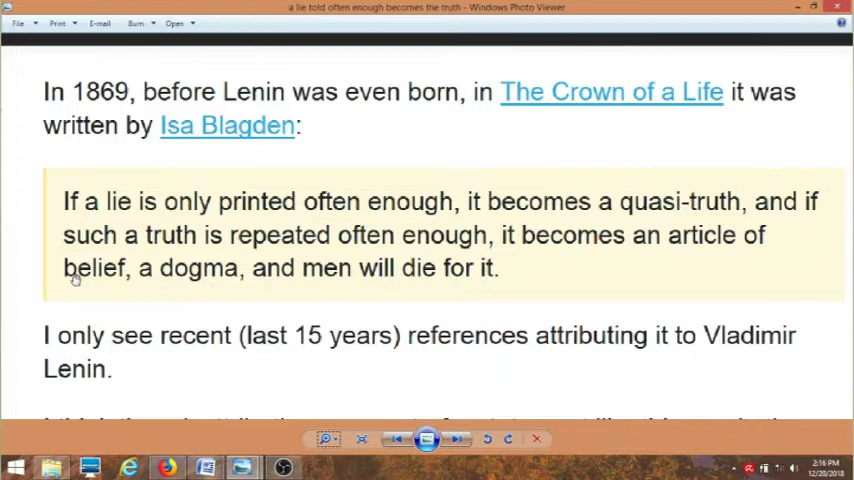 a lie told often enough becomes the truth - Windows Photo Viewer
File Print E-mail Burn Open
In 1869, before Lenin was even born, in The Crown of a Life it was
written by Isa Blagden:
If a lie is only printed often enough, it becomes a quasi-truth, and if
such a truth is repeated often enough, it becomes an article of
belief, a dogma, and men will die for it.
I only see recent (last 15 years) references attributing it to Vladimir
Lenin.
2:16 PM
12/20/2018